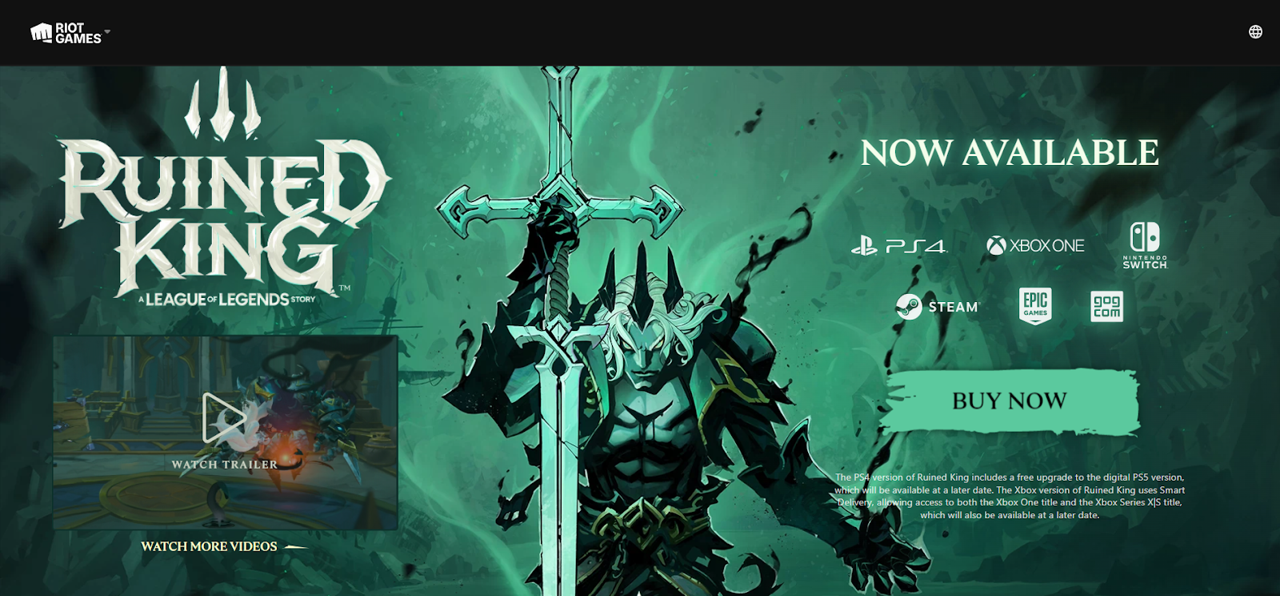 RIOT
GAMES
RUINED
KING™
A LEAGUE OF LEGENDS STORY
WATCH TRAILER
WATCH MORE VIDEOS
NOW AVAILABLE
PS4
XBOX ONE
NINTENDO
SWITCH
STEAM
EPIC
GAMES
gog
com
BUY NOW
The PS4 version of Ruined King includes a free upgrade to the digital PS5 version,
which will be available at a later date. The Xbox version of Ruined King uses Smart
Delivery, allowing access to both the Xbox One title and the Xbox Series X|S title,
which will also be available at a later date.